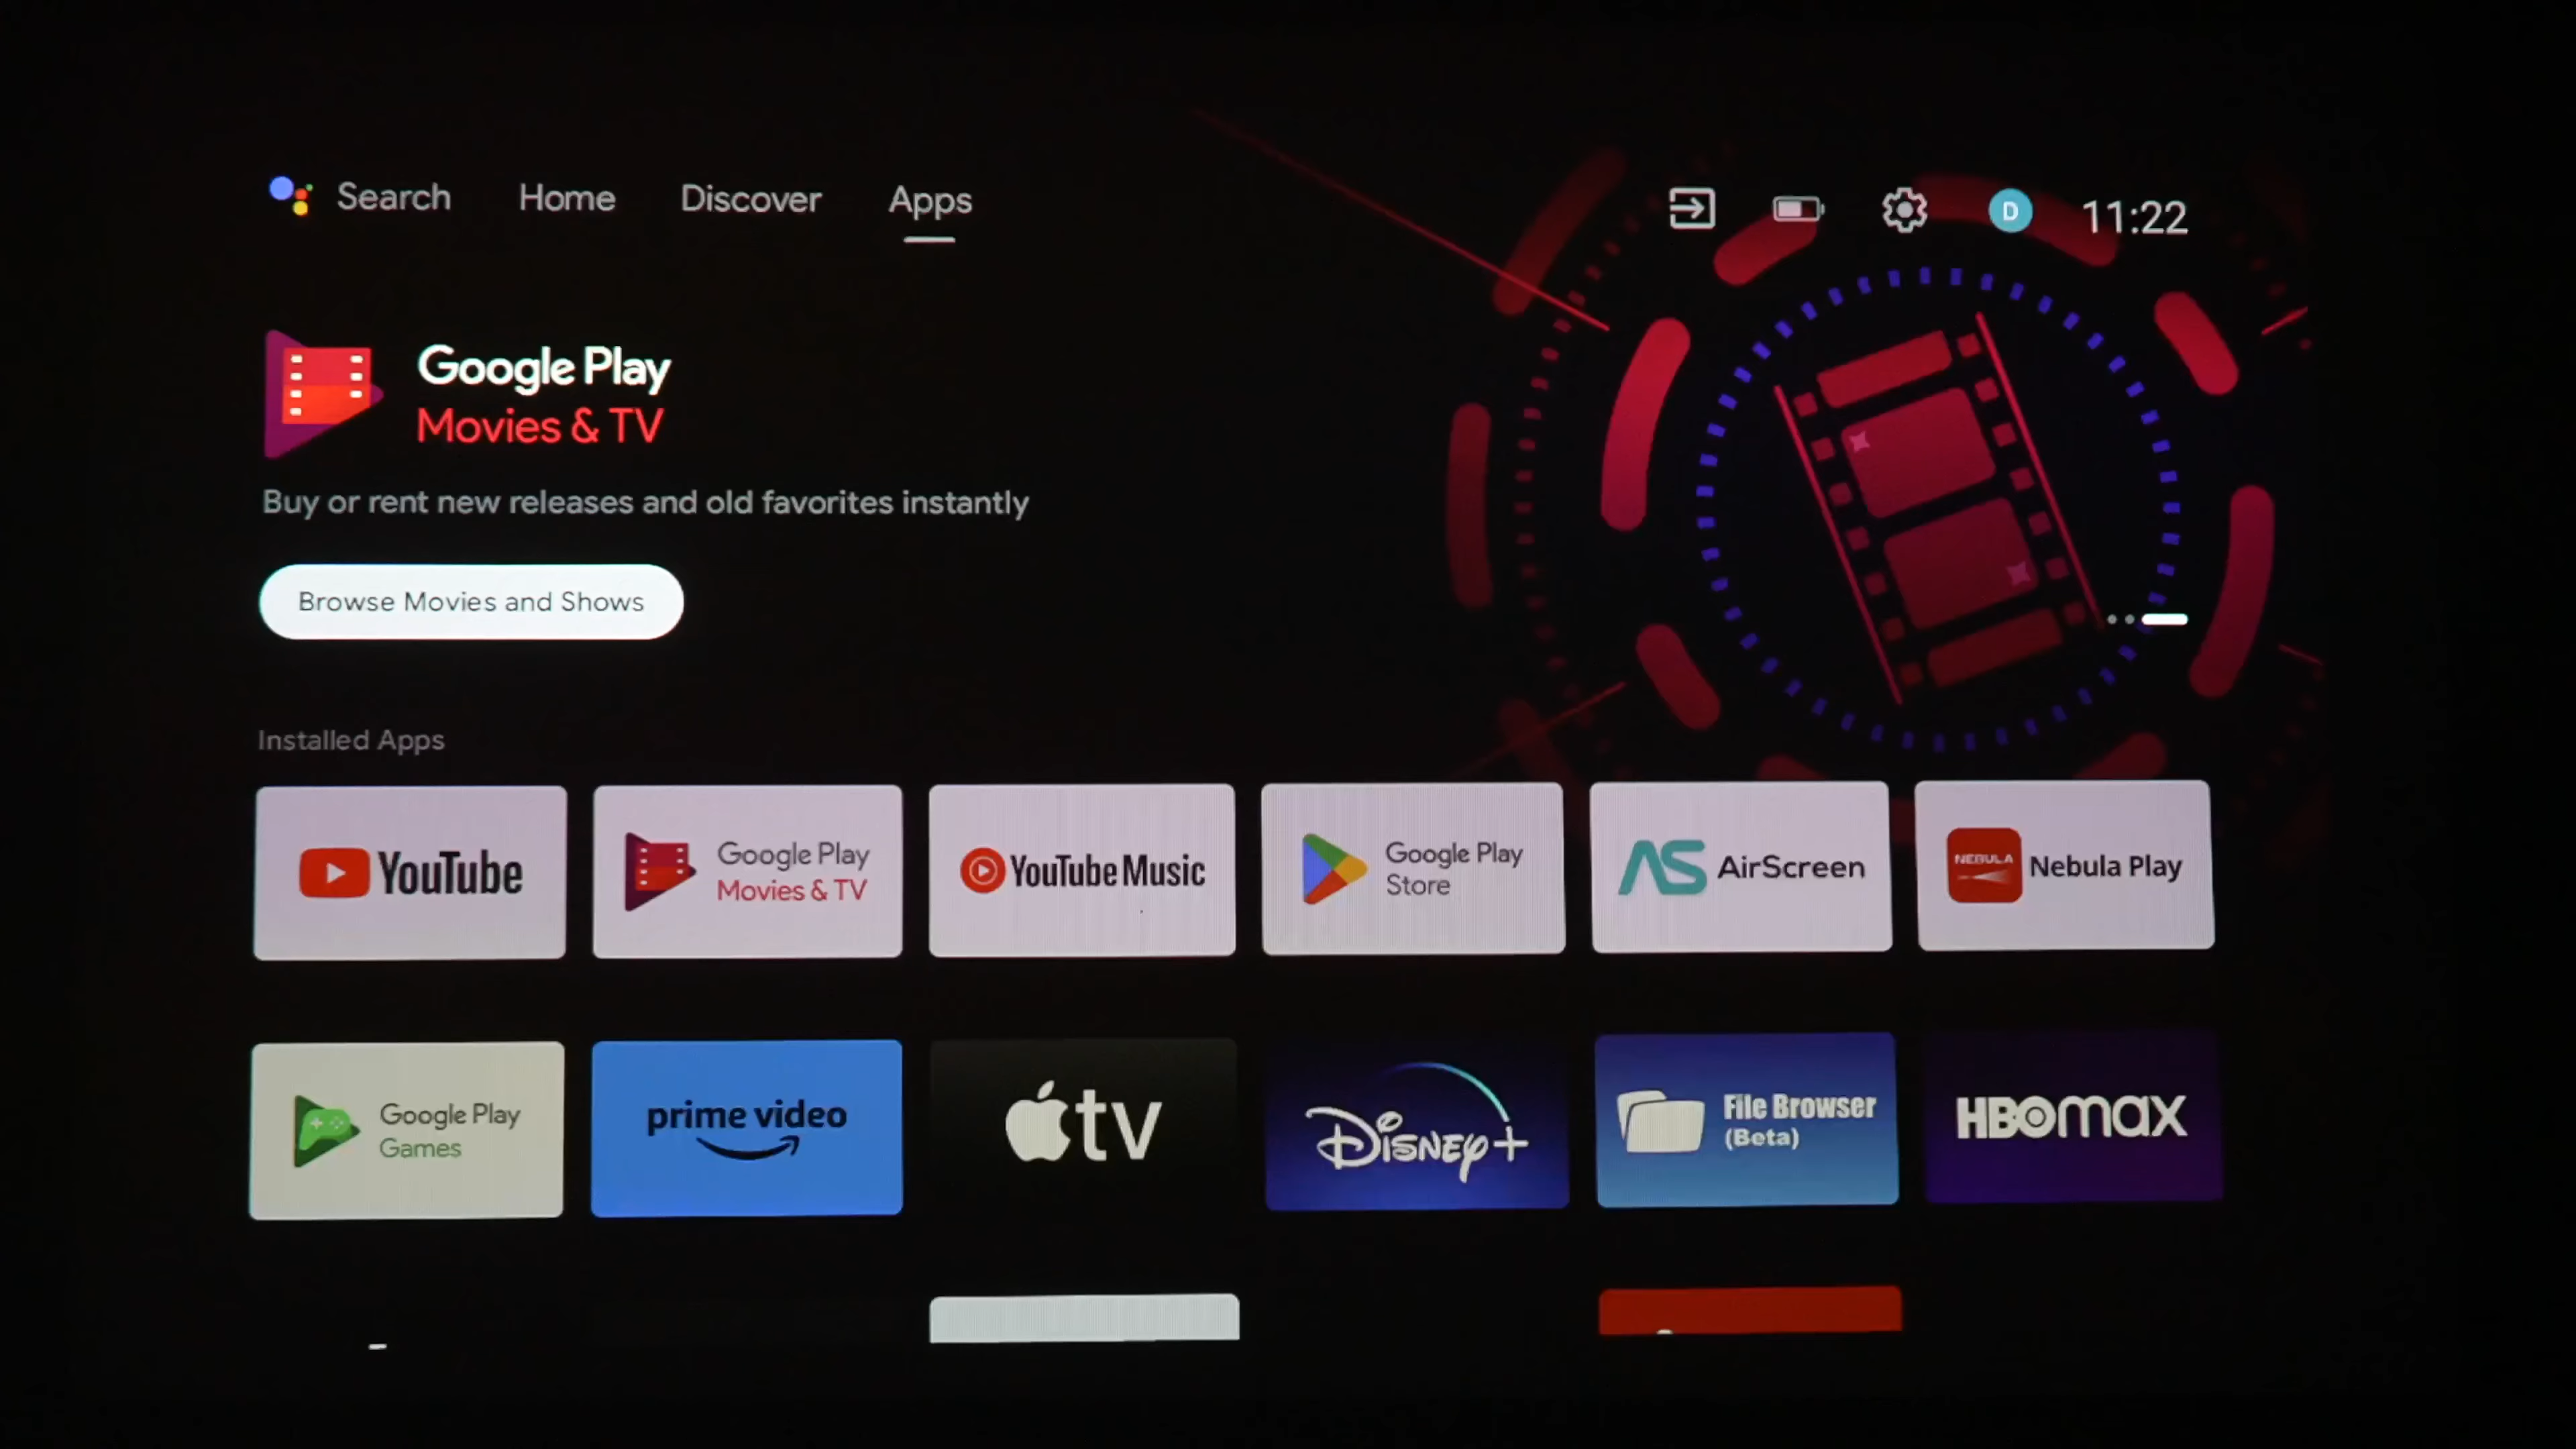 Search Home Discover Apps
D 11:22
Google Play
Movies & TV
Buy or rent new releases and old favorites instantly
Browse Movies and Shows
Installed Apps
YouTube
Google Play
Movies & TV
YouTube Music
Google Play
Store
AS AirScreen
NEBULA
Nebula Play
Google Play
Games
prime video
tv
Disney+
File Browser
(Beta)
HBOmax